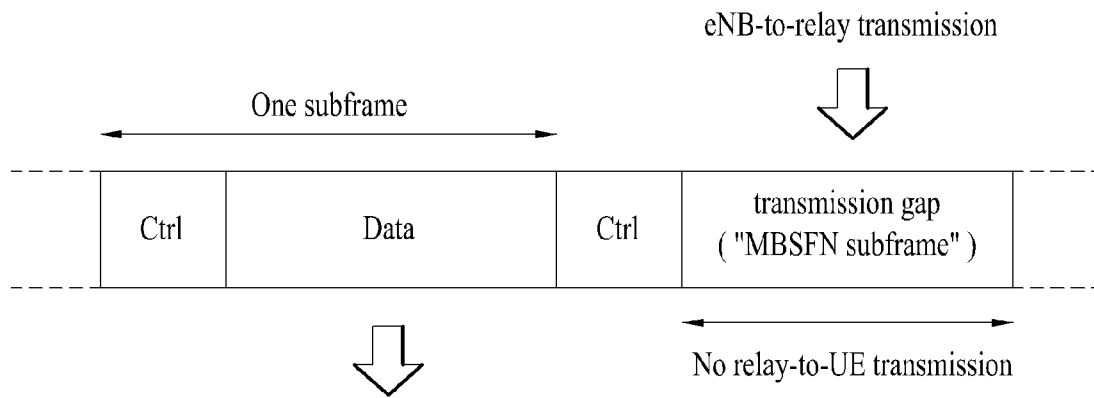 eNB-to-relay transmission
One subframe
Ctrl
Data
Ctrl
transmission gap
( "MBSFN subframe" )
No relay-to-UE transmission